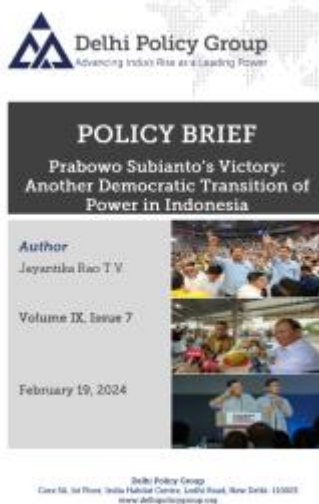 Delhi Policy Group
Advancing India's Rise as a Leading Power
POLICY BRIEF
Prabowo Subianto's Victory:
Another Democratic Transition of
Power in Indonesia
Author
Jayantika Rao T V
Volume IX, Issue 7
February 19, 2024
Delhi Policy Group
Core 5A, 1st Floor, India Habitat Centre, Lodhi Road, New Delhi- 110003
www.delhipolicygroup.org